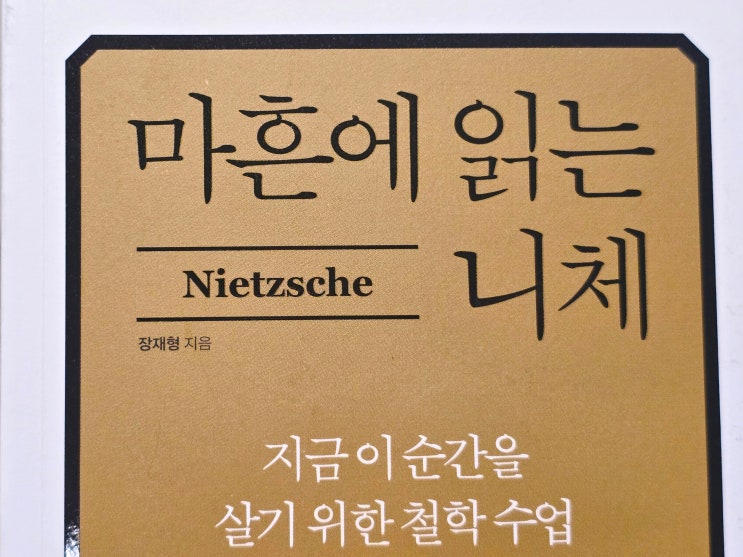 마흔에 읽는
니체
Nietzsche
장재형 지음
지금 이 순간을
살기 위한 철학 수업